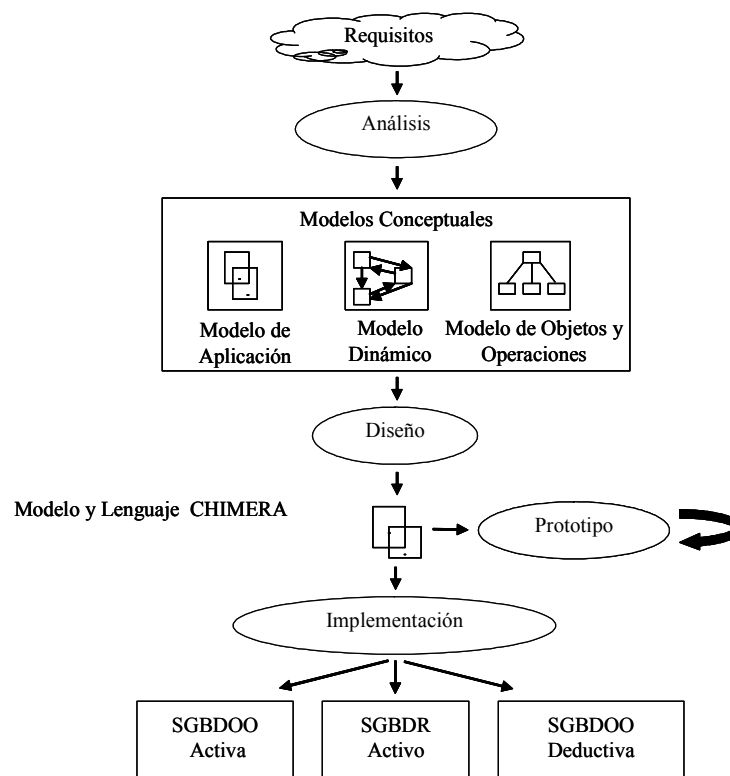 Requisitos
Análisis
Modelos Conceptuales
Modelo de
Aplicación
Modelo
Dinámico
Modelo de Objetos y
Operaciones
Diseño
Modelo y Lenguaje CHIMERA
Prototipo
Implementación
SGBDOO
Activa
SGBDR
Activo
SGBDOO
Deductiva